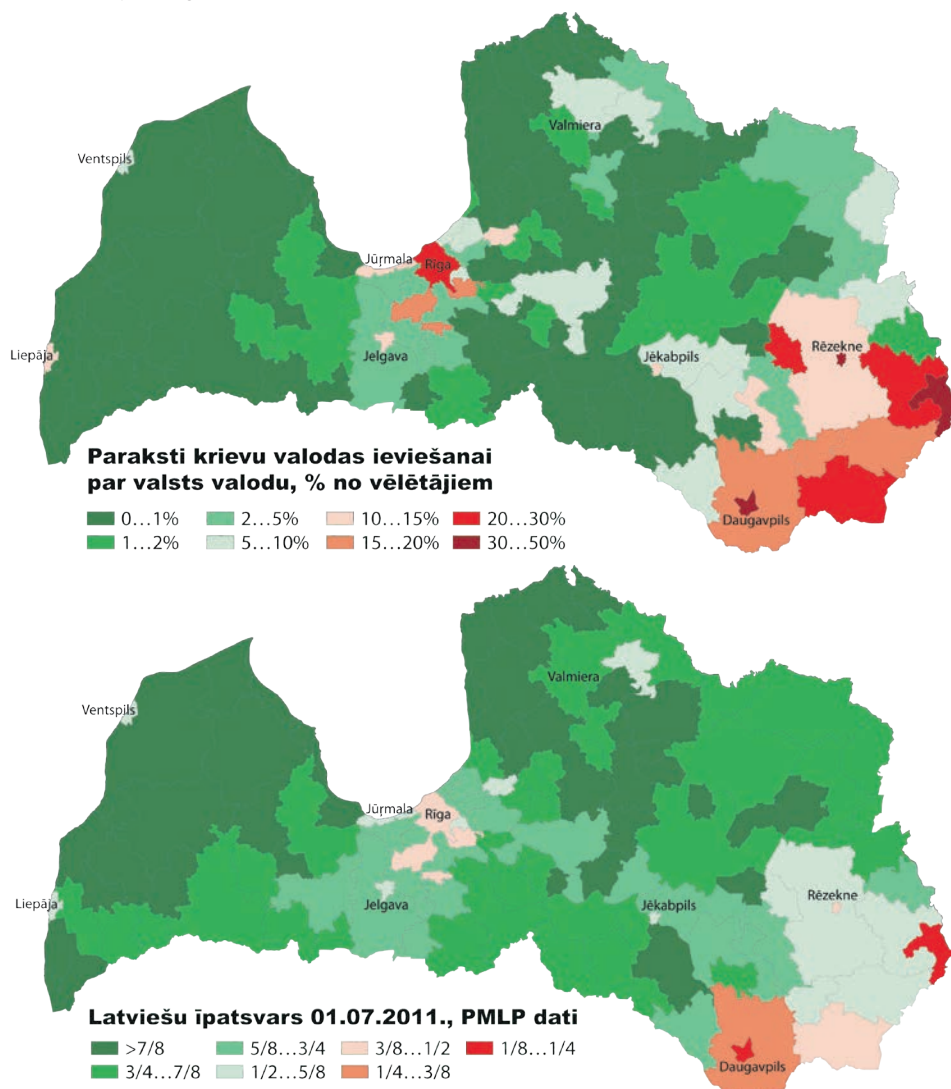 Valmiera
Ventspils
Jūrmala
Rīga
Liepāja
Jelgava
Jēkabpils
Rēzekne
Daugavpils
Paraksti krievu valodas ieviešanai
par valsts valodu, % no vēlētājiem
0...1% 2...5% 10...15% 20...30%
1...2% 5...10% 15...20% 30...50%
Valmiera
Ventspils
Jūrmala
Rīga
Liepāja
Jelgava
Jēkabpils
Rēzekne
Daugavpils
Latviešu īpatsvars 01.07.2011., PMLP dati
>7/8 5/8...3/4 3/8...1/2 1/8...1/4
3/4...7/8 1/2...5/8 1/4...3/8